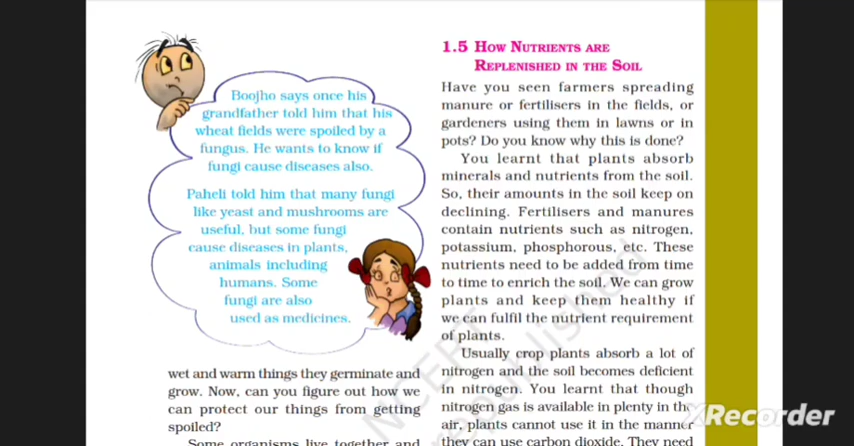 Boojho says once his
grandfather told him that his
wheat fields were spoiled by a
fungus. He wants to know if
fungi cause diseases also.
Paheli told him that many fungi
like yeast and mushrooms are
useful, but some fungi
cause diseases in plants,
animals including
humans. Some
fungi are also
used as medicines.
wet and warm things they germinate and
grow. Now, can you figure out how we
can protect our things from getting
spoiled?
Some organisms live together and
1.5 HOW NUTRIENTS ARE
REPLENISHED IN THE SOIL
Have you seen farmers spreading
manure or fertilisers in the fields, or
gardeners using them in lawns or in
pots? Do you know why this is done?
You learnt that plants absorb
minerals and nutrients from the soil.
So, their amounts in the soil keep on
declining. Fertilisers and manures
contain nutrients such as nitrogen,
potassium, phosphorous, etc. These
nutrients need to be added from time
to time to enrich the soil. We can grow
plants and keep them healthy if
we can fulfil the nutrient requirement
of plants.
Usually crop plants absorb a lot of
nitrogen and the soil becomes deficient
in nitrogen. You learnt that though
nitrogen gas is available in plenty in the
air, plants cannot use it in the manner
they can use carbon dioxide. They need
NCERT
republished
XRecorder